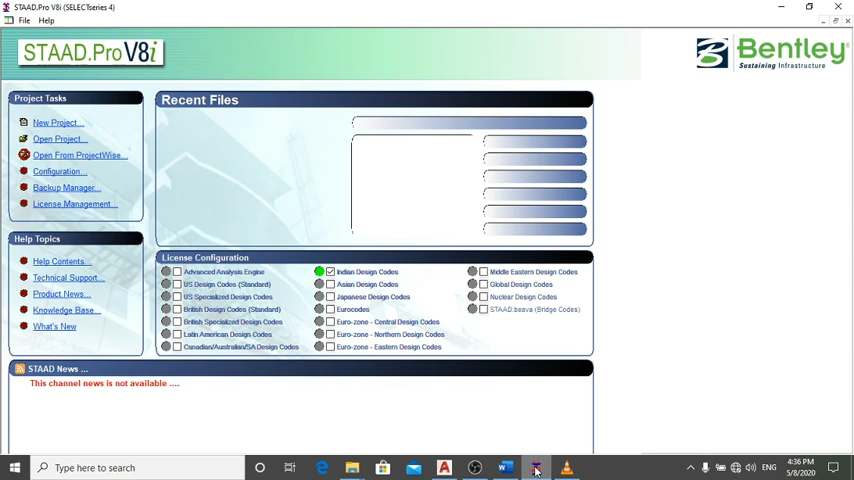 STAAD.Pro V8i (SELECTseries 4)
File Help
STAAD.Pro V8i
Bentley
Sustaining Infrastructure
Project Tasks
New Project...
Open Project...
Open From ProjectWise...
Configuration...
Backup Manager...
License Management...
Recent Files
Help Topics
Help Contents...
Technical Support...
Product News...
Knowledge Base...
What's New
License Configuration
Advanced Analysis Engine
US Design Codes (Standard)
US Specialized Design Codes
British Design Codes (Standard)
British Specialized Design Codes
Latin American Design Codes
Canadian/Australian/SA Design Codes
Indian Design Codes
Asian Design Codes
Japanese Design Codes
Eurocodes
Euro-zone - Central Design Codes
Euro-zone - Northern Design Codes
Euro-zone - Eastern Design Codes
Middle Eastern Design Codes
Global Design Codes
Nuclear Design Codes
STAAD.beava (Bridge Codes)
STAAD News ...
This channel news is not available ....
Type here to search
ENG
4:36 PM
5/8/2020